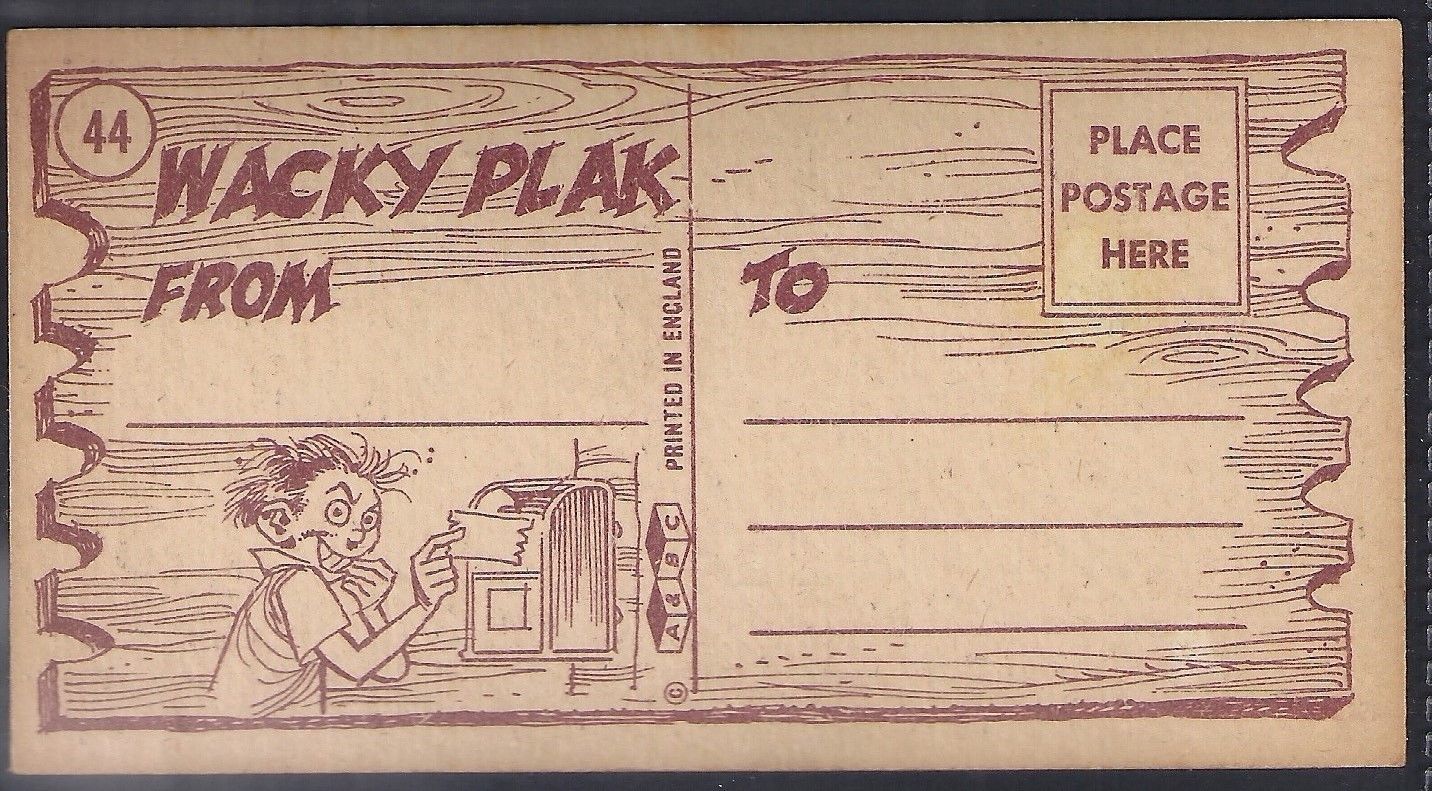 44
WACKY PLAK
FROM
PRINTED IN ENGLAND
A & B C
©
TO
PLACE
POSTAGE
HERE